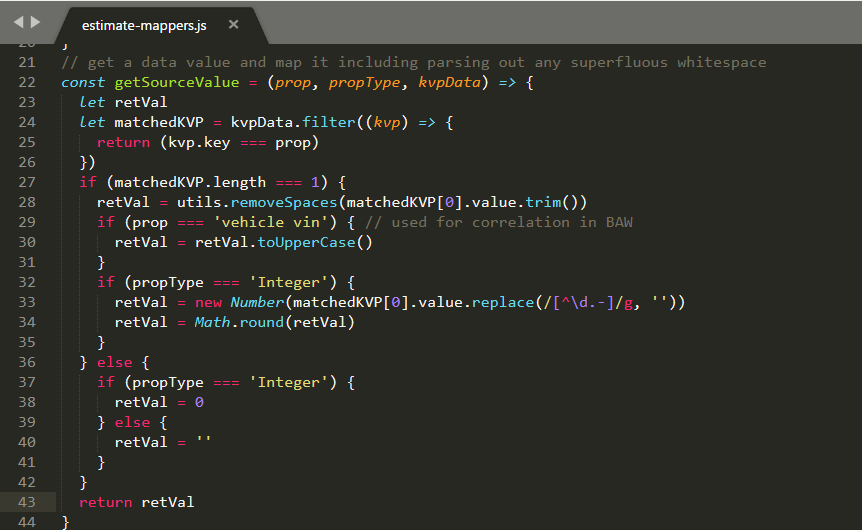 estimate-mappers.js ×
20 }
21 // get a data value and map it including parsing out any superfluous whitespace
22 const getSourceValue = (prop, propType, kvpData) => {
23 let retVal
24 let matchedKVP = kvpData.filter((kvp) => {
25 return (kvp.key === prop)
26 })
27 if (matchedKVP.length === 1) {
28 retVal = utils.removeSpaces(matchedKVP[0].value.trim())
29 if (prop === 'vehicle vin') { // used for correlation in BAW
30 retVal = retVal.toUpperCase()
31 }
32 if (propType === 'Integer') {
33 retVal = new Number(matchedKVP[0].value.replace(/[^\d.-]/g, ''))
34 retVal = Math.round(retVal)
35 }
36 } else {
37 if (propType === 'Integer') {
38 retVal = 0
39 } else {
40 retVal = ''
41 }
42 }
43 return retVal
44 }